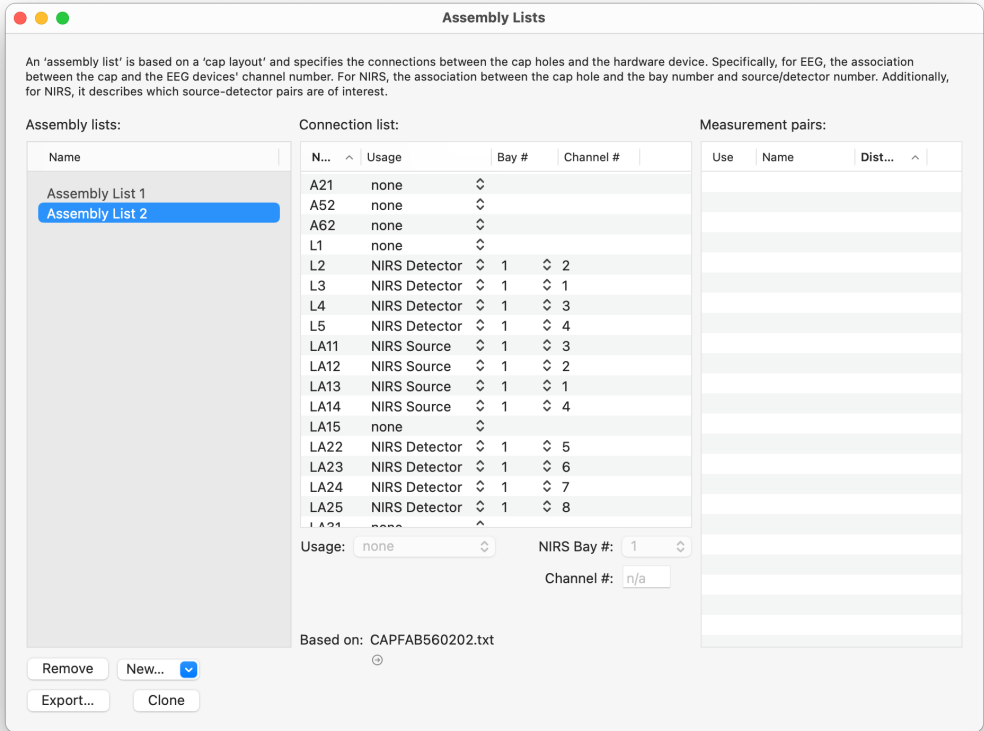 Assembly Lists
An ‘assembly list’ is based on a ‘cap layout’ and specifies the connections between the cap holes and the hardware device. Specifically, for EEG, the association
between the cap and the EEG devices' channel number. For NIRS, the association between the cap hole and the bay number and source/detector number. Additionally,
for NIRS, it describes which source-detector pairs are of interest.
Assembly lists:
Name
Assembly List 1
Assembly List 2
Remove New...
Export... Clone
Connection list:
N... Usage Bay # Channel #
A21 none
A52 none
A62 none
L1 none
L2 NIRS Detector 1 2
L3 NIRS Detector 1 1
L4 NIRS Detector 1 3
L5 NIRS Detector 1 4
LA11 NIRS Source 1 3
LA12 NIRS Source 1 2
LA13 NIRS Source 1 1
LA14 NIRS Source 1 4
LA15 none
LA22 NIRS Detector 1 5
LA23 NIRS Detector 1 6
LA24 NIRS Detector 1 7
LA25 NIRS Detector 1 8
LA31 none
Usage: none NIRS Bay #: 1
Channel #: n/a
Based on: CAPFAB560202.txt
Measurement pairs:
Use Name Dist...